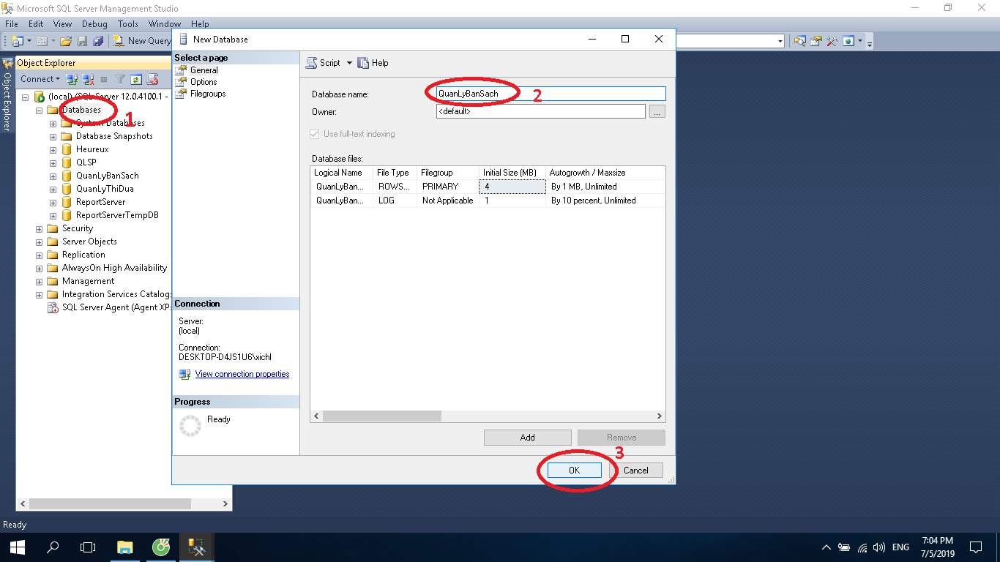 Microsoft SQL Server Management Studio
File Edit View Debug Tools Window Help
New Query
Object Explorer
Object Explorer
Connect
(local) (SQL Server 12.0.4100.1 -
Databases
1
System Databases
Database Snapshots
Heureux
QLSP
QuanLyBanSach
QuanLyThiDua
ReportServer
ReportServerTempDB
Security
Server Objects
Replication
AlwaysOn High Availability
Management
Integration Services Catalogs
SQL Server Agent (Agent XP
New Database
Select a page
General
Options
Filegroups
Script Help
Database name: QuanLyBanSach 2
Owner: <default> ...
Use full-text indexing
Database files:
Logical Name File Type Filegroup Initial Size (MB) Autogrowth / Maxsize
QuanLyBan... ROWS... PRIMARY 4 By 1 MB, Unlimited
QuanLyBan... LOG Not Applicable 1 By 10 percent, Unlimited
Connection
Server:
(local)
Connection:
DESKTOP-D4JS1U6\xichl
View connection properties
Progress
Ready
Add Remove
3
OK Cancel
Ready
ENG
7:04 PM
7/5/2019